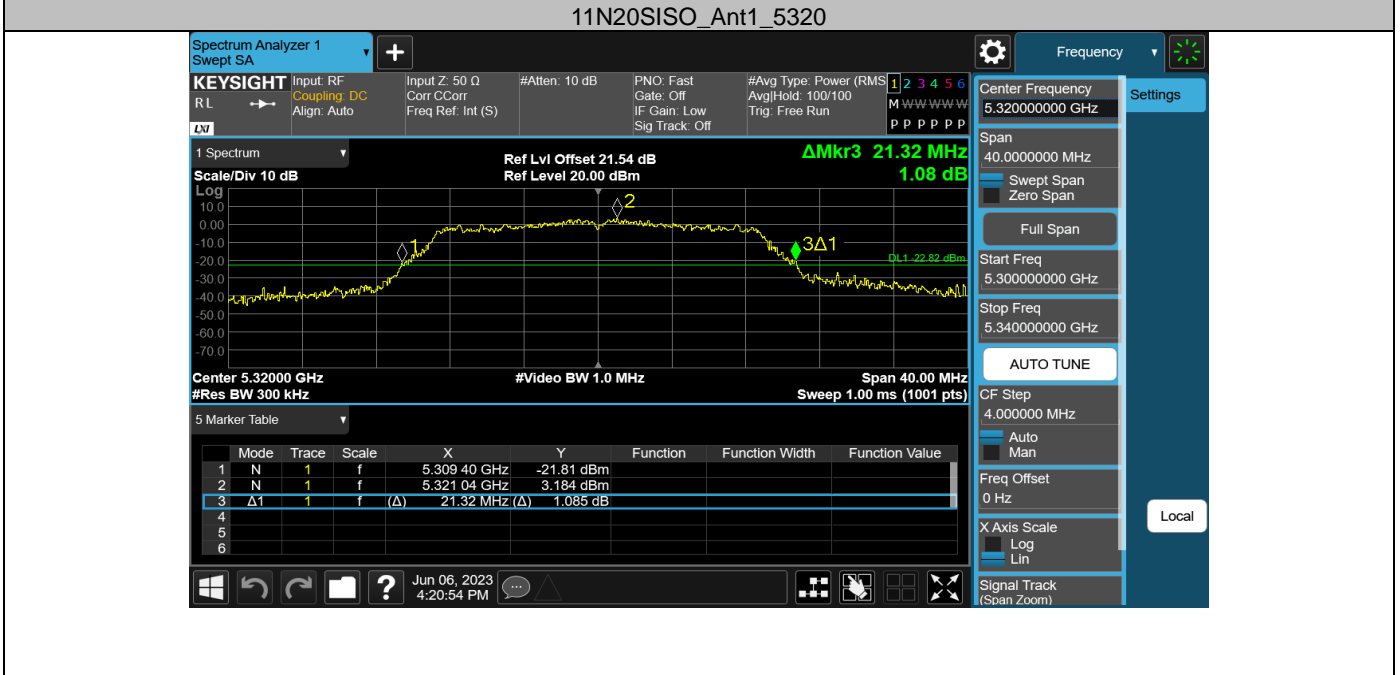 11N20SISO_Ant1_5320
Spectrum Analyzer 1
Swept SA
+
Frequency
KEYSIGHT
RL
LXI
Input: RF
Coupling: DC
Align: Auto
Input Z: 50 Ω
Corr CCorr
Freq Ref: Int (S)
#Atten: 10 dB
PNO: Fast
Gate: Off
IF Gain: Low
Sig Track: Off
#Avg Type: Power (RMS
Avg|Hold: 100/100
Trig: Free Run
1 2 3 4 5 6
M W W W W W
P P P P P P
Center Frequency
5.320000000 GHz
Settings
Span
40.0000000 MHz
Swept Span
Zero Span
Full Span
Start Freq
5.300000000 GHz
Stop Freq
5.340000000 GHz
AUTO TUNE
CF Step
4.000000 MHz
Auto
Man
Freq Offset
0 Hz
X Axis Scale
Log
Lin
Signal Track
(Span Zoom)
Local
1 Spectrum
Scale/Div 10 dB
Log
Ref Lvl Offset 21.54 dB
Ref Level 20.00 dBm
ΔMkr3 21.32 MHz
1.08 dB
10.0
0.00
-10.0
-20.0
-30.0
-40.0
-50.0
-60.0
-70.0
1
2
3Δ1
DL1 -22.82 dBm
Center 5.32000 GHz
#Video BW 1.0 MHz
Span 40.00 MHz
#Res BW 300 kHz
Sweep 1.00 ms (1001 pts)
5 Marker Table
Mode Trace Scale X Y Function Function Width Function Value
1 N 1 f 5.309 40 GHz -21.81 dBm
2 N 1 f 5.321 04 GHz 3.184 dBm
3 Δ1 1 f (Δ) 21.32 MHz (Δ) 1.085 dB
4
5
6
?
Jun 06, 2023
4:20:54 PM